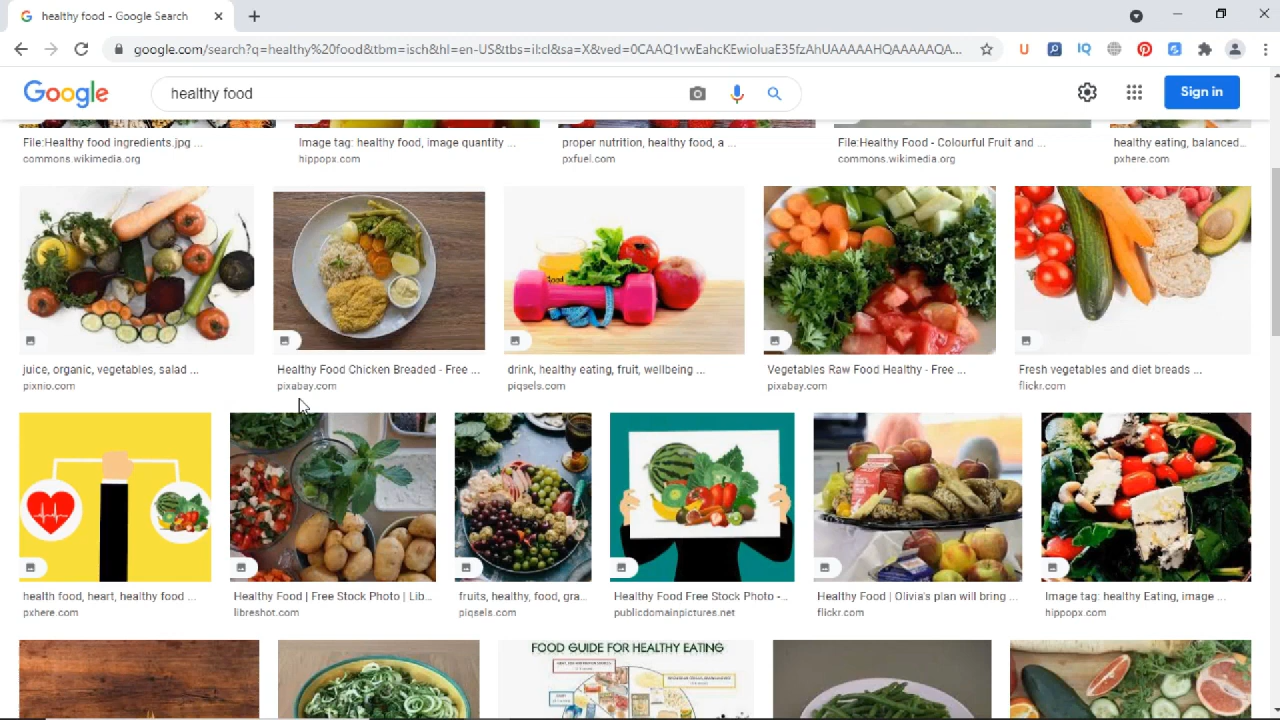 healthy food - Google Search
google.com/search?q=healthy%20food&tbm=isch&hl=en-US&tbs=il:cl&sa=X&ved=0CAAQ1vwEahcKEwioluaE35fzAhUAAAAAHQAAAAAQA...
Google
healthy food
Sign in
File:Healthy food ingredients.jpg ...
commons.wikimedia.org
Image tag: healthy food, image quantity ...
hippopx.com
proper nutrition, healthy food, a ...
pxfuel.com
File:Healthy Food - Colourful Fruit and ...
commons.wikimedia.org
healthy eating, balanced...
pxhere.com
juice, organic, vegetables, salad ...
pixnio.com
Healthy Food Chicken Breaded - Free ...
pixabay.com
drink, healthy eating, fruit, wellbeing ...
piqsels.com
Vegetables Raw Food Healthy - Free ...
pixabay.com
Fresh vegetables and diet breads ...
flickr.com
health food, heart, healthy food ...
pxhere.com
Healthy Food | Free Stock Photo | Lib...
libreshot.com
fruits, healthy, food, gra...
piqsels.com
Healthy Food Free Stock Photo -...
publicdomainpictures.net
Healthy Food | Olivia's plan will bring ...
flickr.com
Image tag: healthy Eating, image ...
hippopx.com
FOOD GUIDE FOR HEALTHY EATING